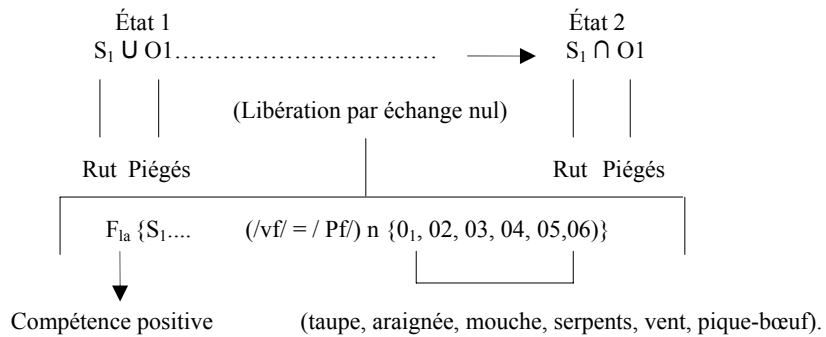 État 1 État 2
S₁ ∪ O1................................. S₁ ∩ O1
(Libération par échange nul)
Rut Piégés Rut Piégés
F₁ₐ {S₁.... (/vf/ = / Pf/) n {0₁, 02, 03, 04, 05,06)}
Compétence positive (taupe, araignée, mouche, serpents, vent, pique-bœuf).